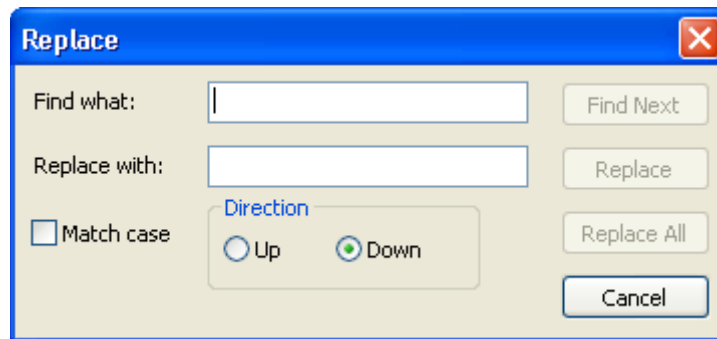 Replace
Find what:
Find Next
Replace with:
Replace
Match case
Direction
Up
Down
Replace All
Cancel